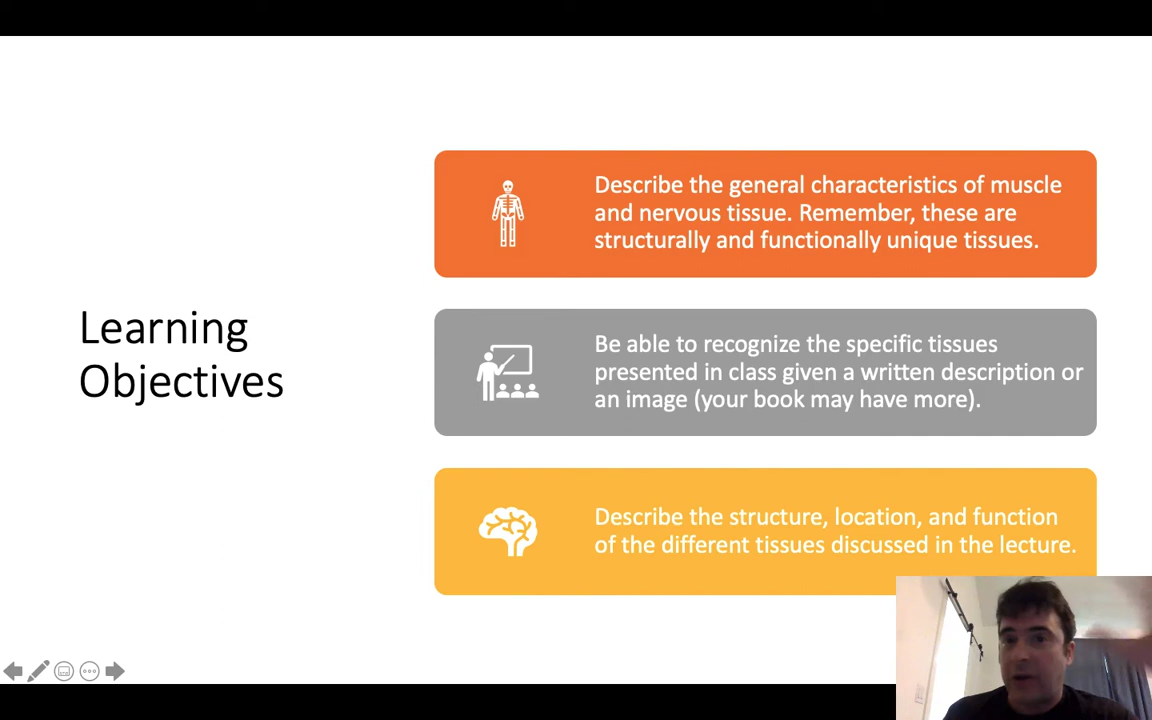 Learning
Objectives
Describe the general characteristics of muscle
and nervous tissue. Remember, these are
structurally and functionally unique tissues.
Be able to recognize the specific tissues
presented in class given a written description or
an image (your book may have more).
Describe the structure, location, and function
of the different tissues discussed in the lecture.